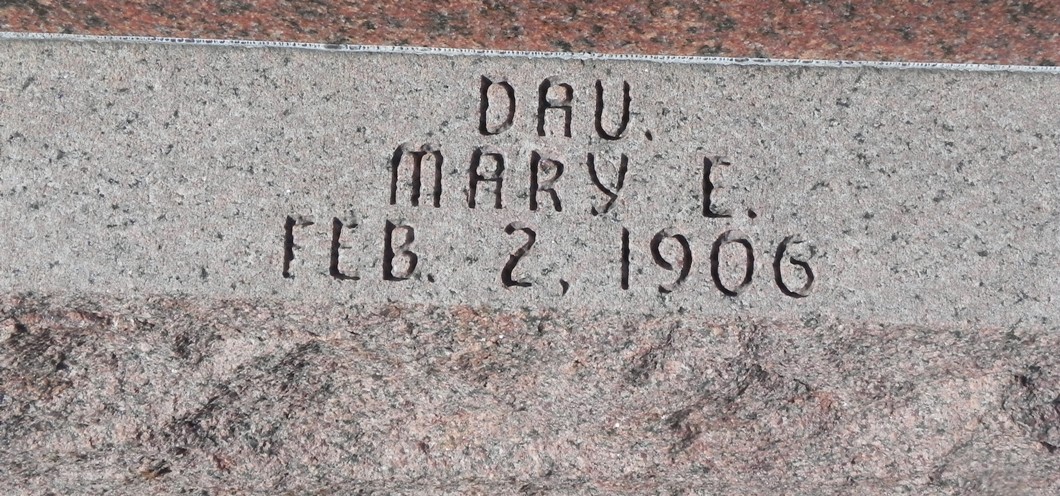 DAU.
MARY E.
FEB. 2, 1906